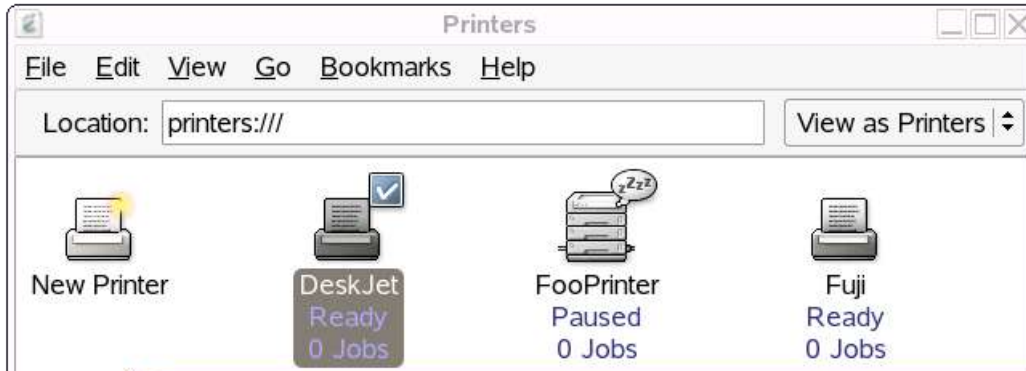 Printers
File Edit View Go Bookmarks Help
Location: printers:/// View as Printers
zZzz
New Printer DeskJet FooPrinter Fuji
Ready Paused Ready
0 Jobs 0 Jobs 0 Jobs